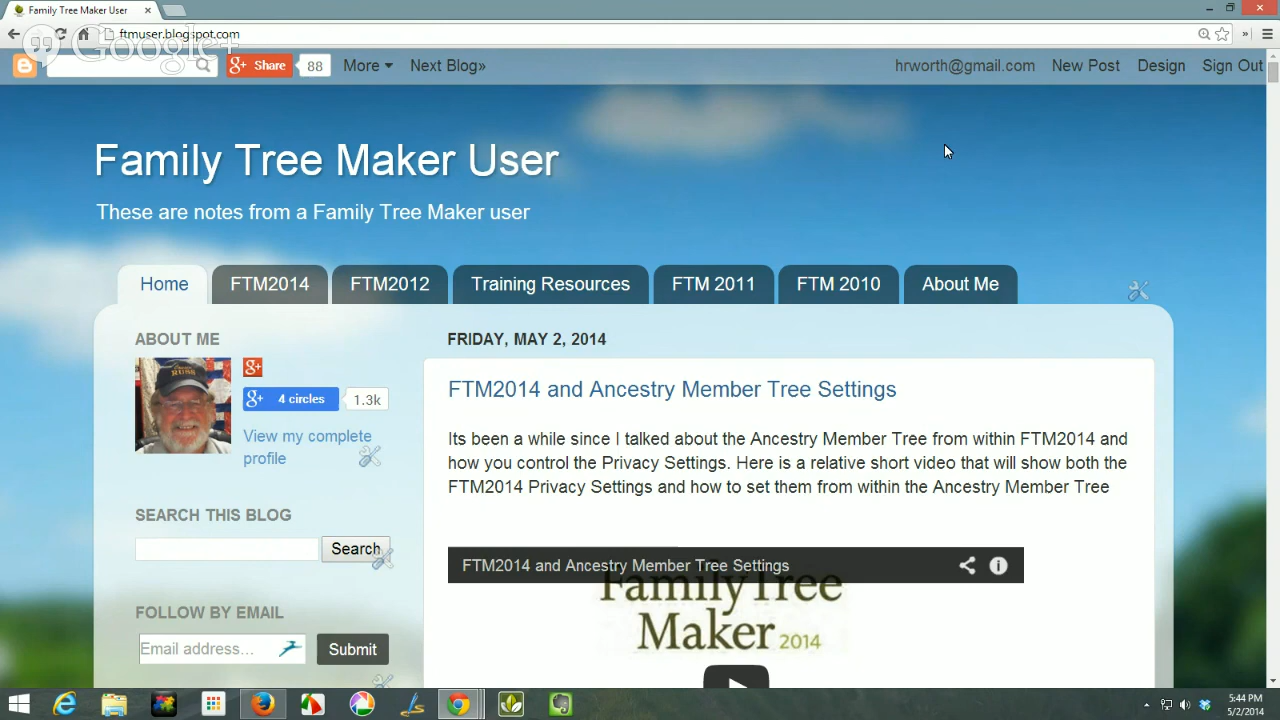 Family Tree Maker User
ftmuser.blogspot.com
Google+
Share 88 More Next Blog» hrworth@gmail.com New Post Design Sign Out
Family Tree Maker User
These are notes from a Family Tree Maker user
Home FTM2014 FTM2012 Training Resources FTM 2011 FTM 2010 About Me
ABOUT ME
4 circles 1.3k
View my complete
profile
SEARCH THIS BLOG
Search
FOLLOW BY EMAIL
Email address... Submit
FRIDAY, MAY 2, 2014
FTM2014 and Ancestry Member Tree Settings
Its been a while since I talked about the Ancestry Member Tree from within FTM2014 and
how you control the Privacy Settings. Here is a relative short video that will show both the
FTM2014 Privacy Settings and how to set them from within the Ancestry Member Tree
FTM2014 and Ancestry Member Tree Settings
Family Tree
Maker 2014
5:44 PM
5/2/2014